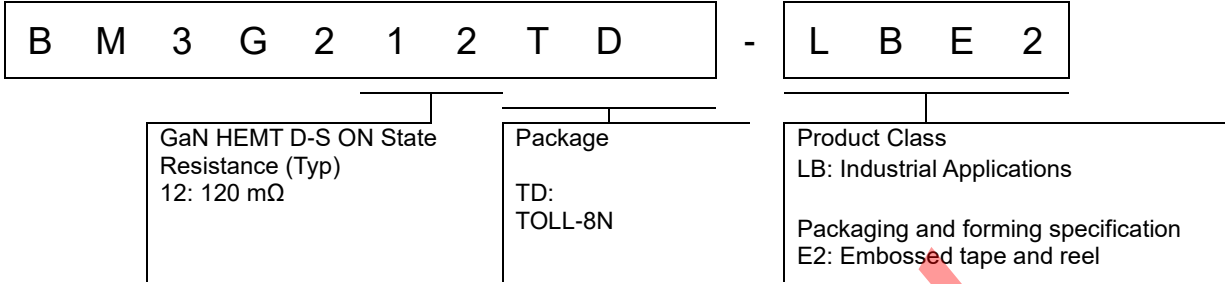 B M 3 G 2 1 2 T D - L B E 2
GaN HEMT D-S ON State
Resistance (Typ)
12: 120 mΩ
Package
TD:
TOLL-8N
Product Class
LB: Industrial Applications
Packaging and forming specification
E2: Embossed tape and reel